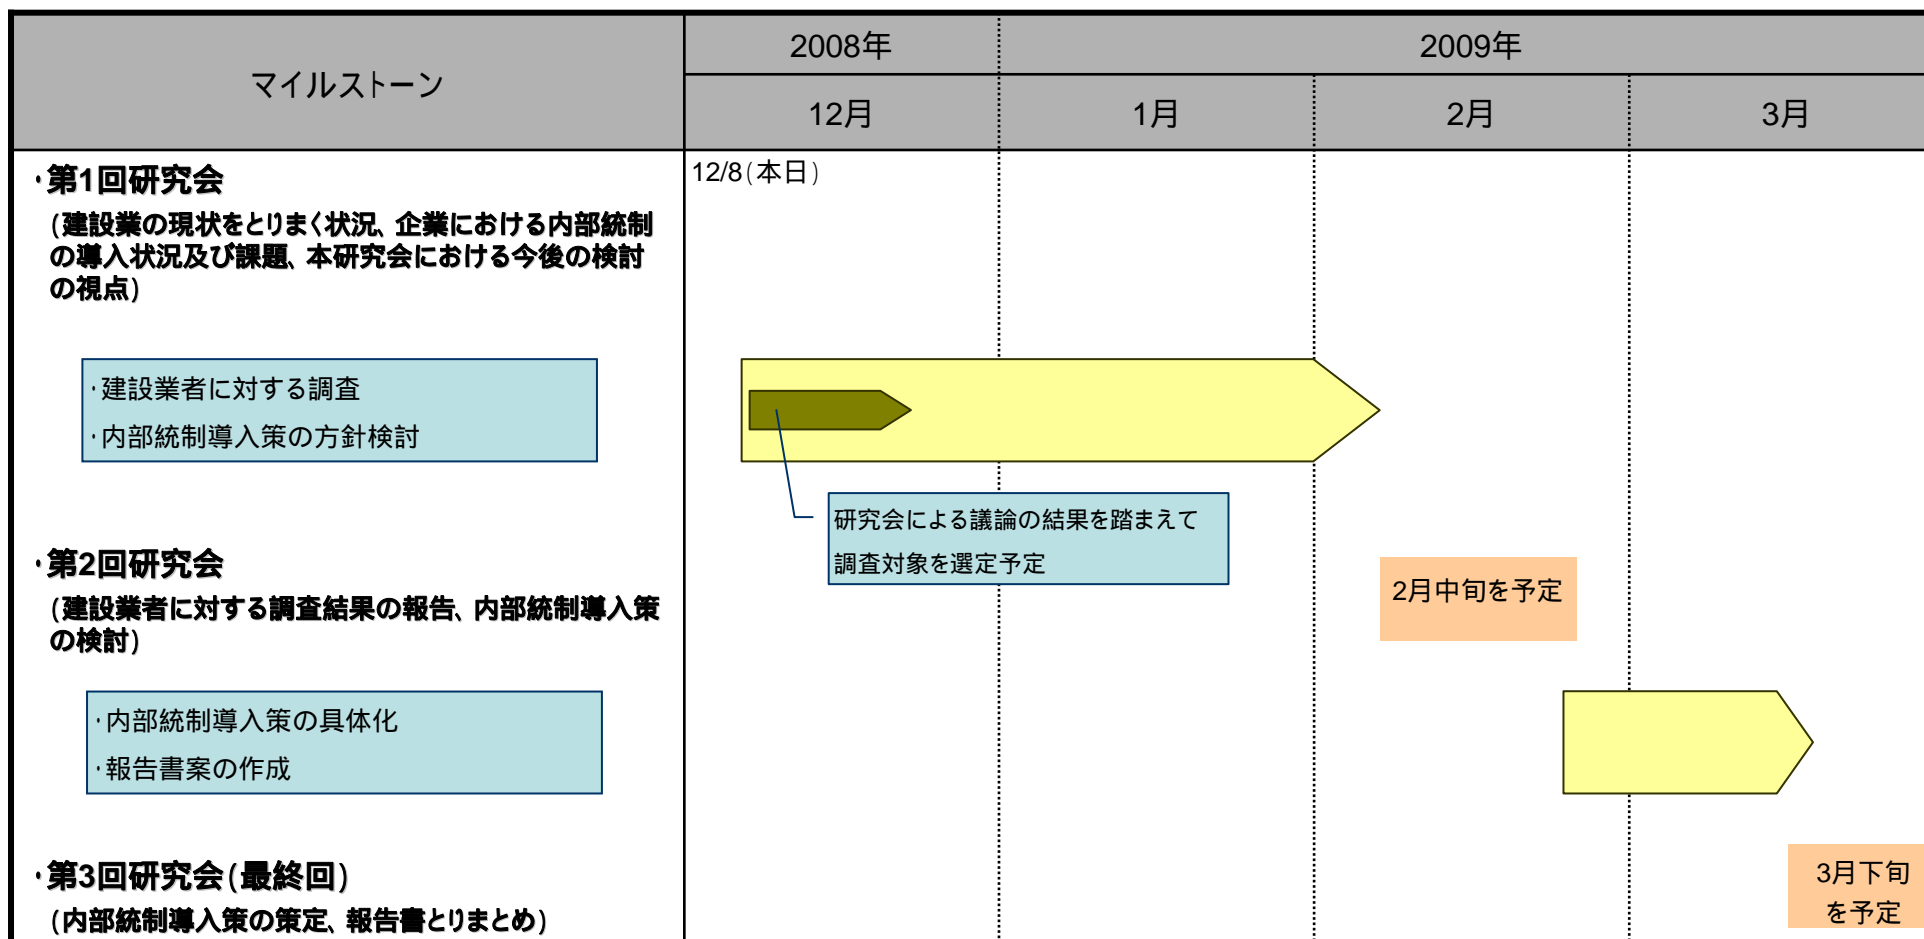 マイルストーン
2008年
2009年
12月
1月
2月
3月
・第1回研究会
12/8(本日)
(建設業の現状をとりまく状況、企業における内部統制
の導入状況及び課題、本研究会における今後の検討
の視点)
・建設業者に対する調査
・内部統制導入策の方針検討
研究会による議論の結果を踏まえて
調査対象を選定予定
・第2回研究会
(建設業者に対する調査結果の報告、内部統制導入策
の検討)
2月中旬を予定
・内部統制導入策の具体化
・報告書案の作成
・第3回研究会(最終回)
(内部統制導入策の策定、報告書とりまとめ)
3月下旬
を予定